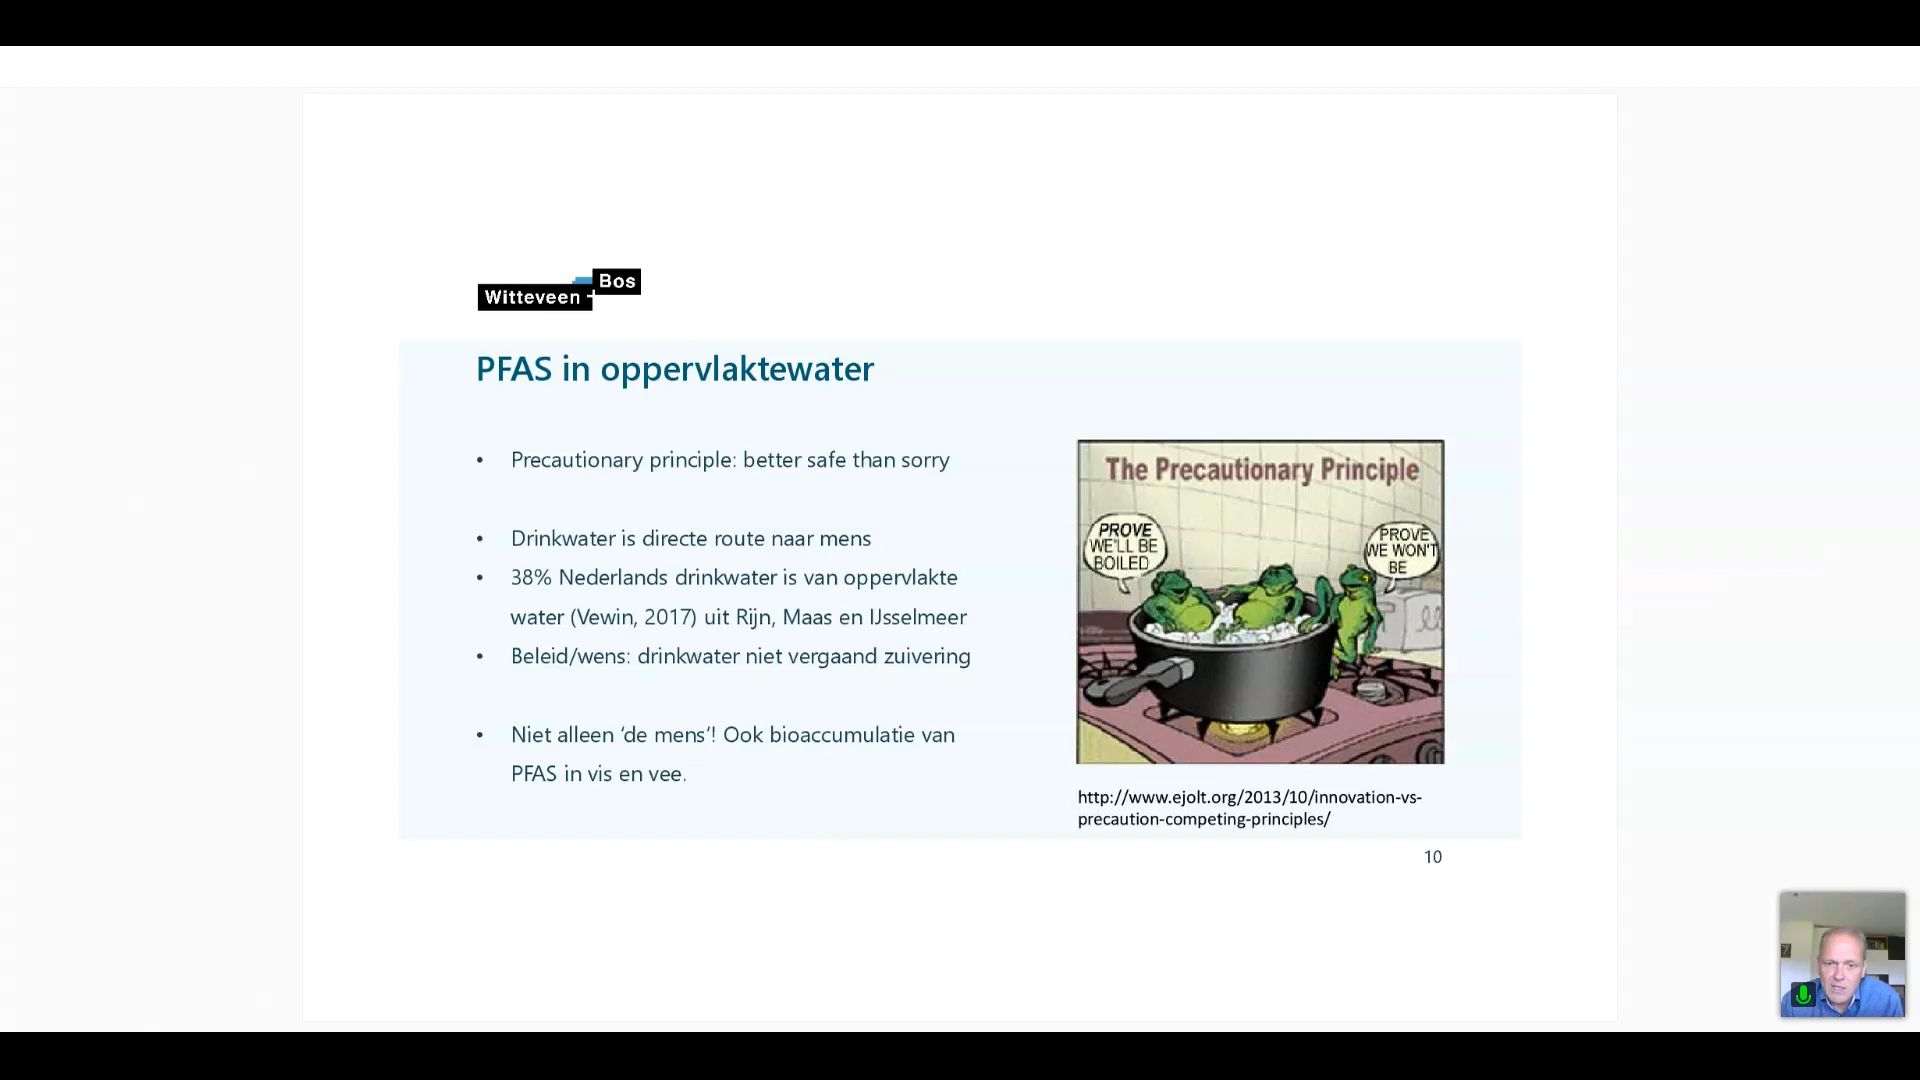 Witteveen + Bos
PFAS in oppervlaktewater
• Precautionary principle: better safe than sorry
• Drinkwater is directe route naar mens
• 38% Nederlands drinkwater is van oppervlakte
water (Vewin, 2017) uit Rijn, Maas en IJsselmeer
• Beleid/wens: drinkwater niet vergaand zuivering
• Niet alleen ‘de mens’! Ook bioaccumulatie van
PFAS in vis en vee.
The Precautionary Principle
PROVE
WE'LL BE
BOILED
PROVE
WE WON'T
BE
http://www.ejolt.org/2013/10/innovation-vs-
precaution-competing-principles/
10